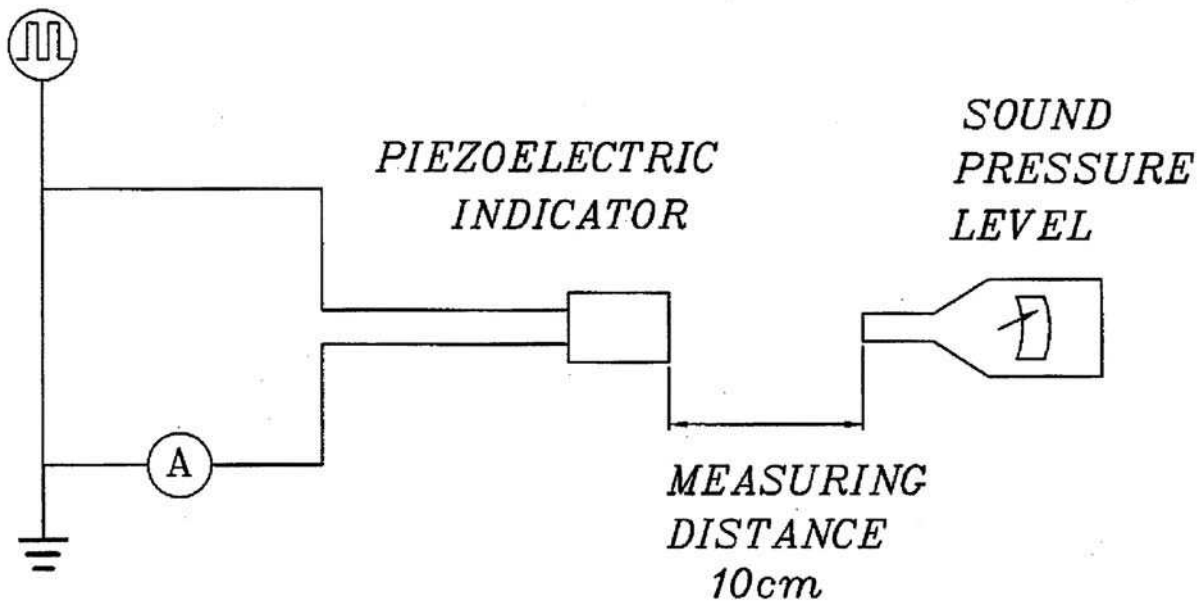 PIEZOELECTRIC
INDICATOR
SOUND
PRESSURE
LEVEL
A
MEASURING
DISTANCE
10cm